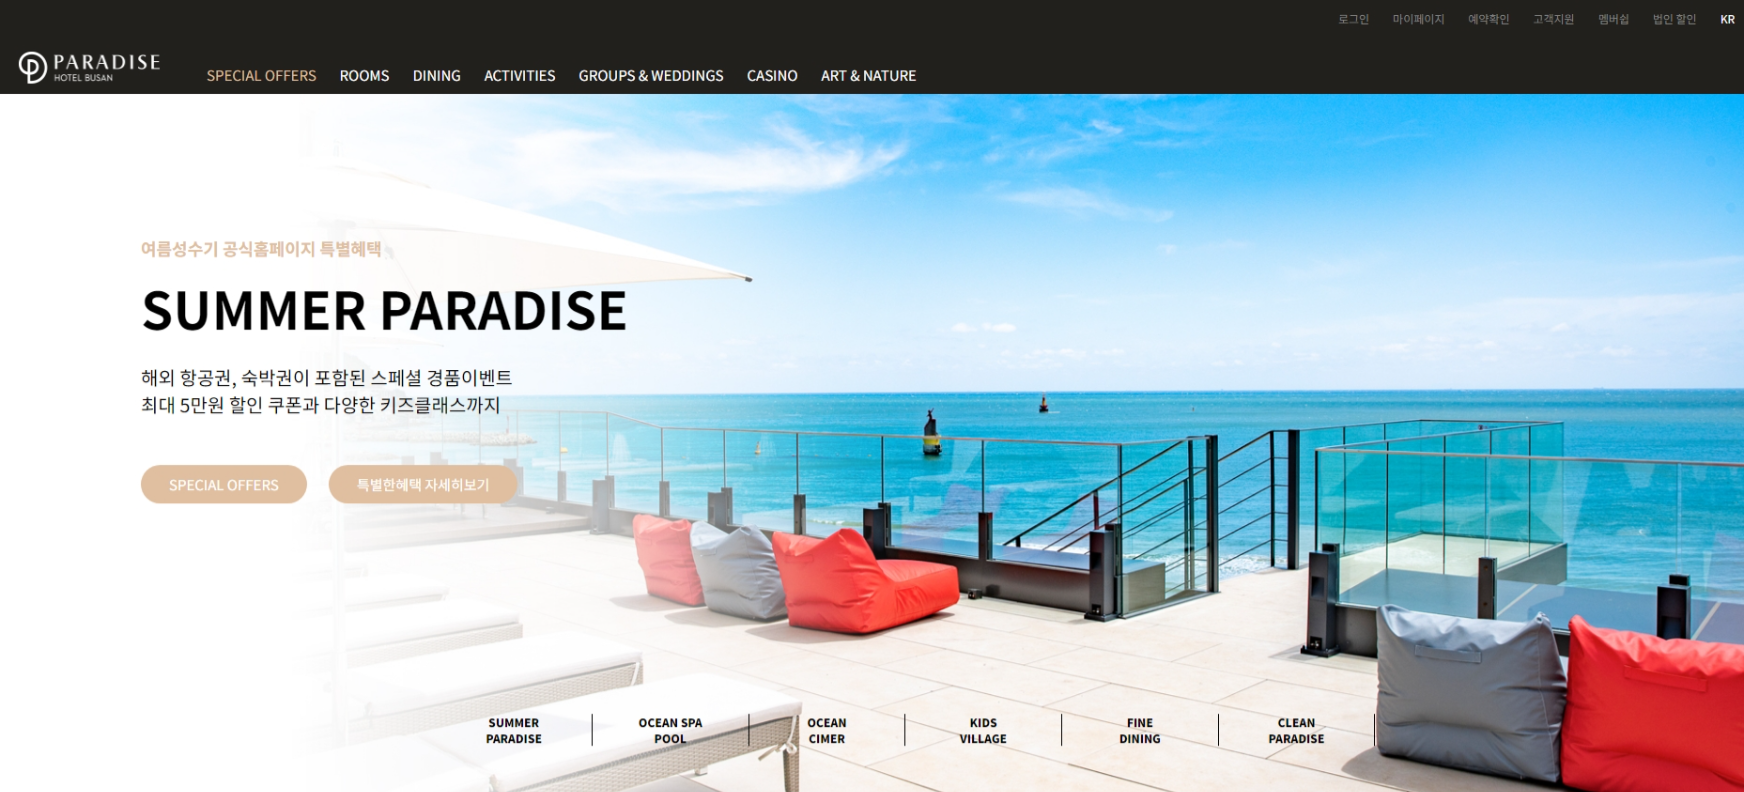 로그인 마이페이지 예약확인 고객지원 멤버쉽 법인 할인 KR
PARADISE
HOTEL BUSAN
SPECIAL OFFERS ROOMS DINING ACTIVITIES GROUPS & WEDDINGS CASINO ART & NATURE
여름성수기 공식홈페이지 특별혜택
SUMMER PARADISE
해외 항공권, 숙박권이 포함된 스페셜 경품이벤트
최대 5만원 할인 쿠폰과 다양한 키즈클래스까지
SPECIAL OFFERS 특별한혜택 자세히보기
SUMMER
PARADISE
OCEAN SPA
POOL
OCEAN
CIMER
KIDS
VILLAGE
FINE
DINING
CLEAN
PARADISE